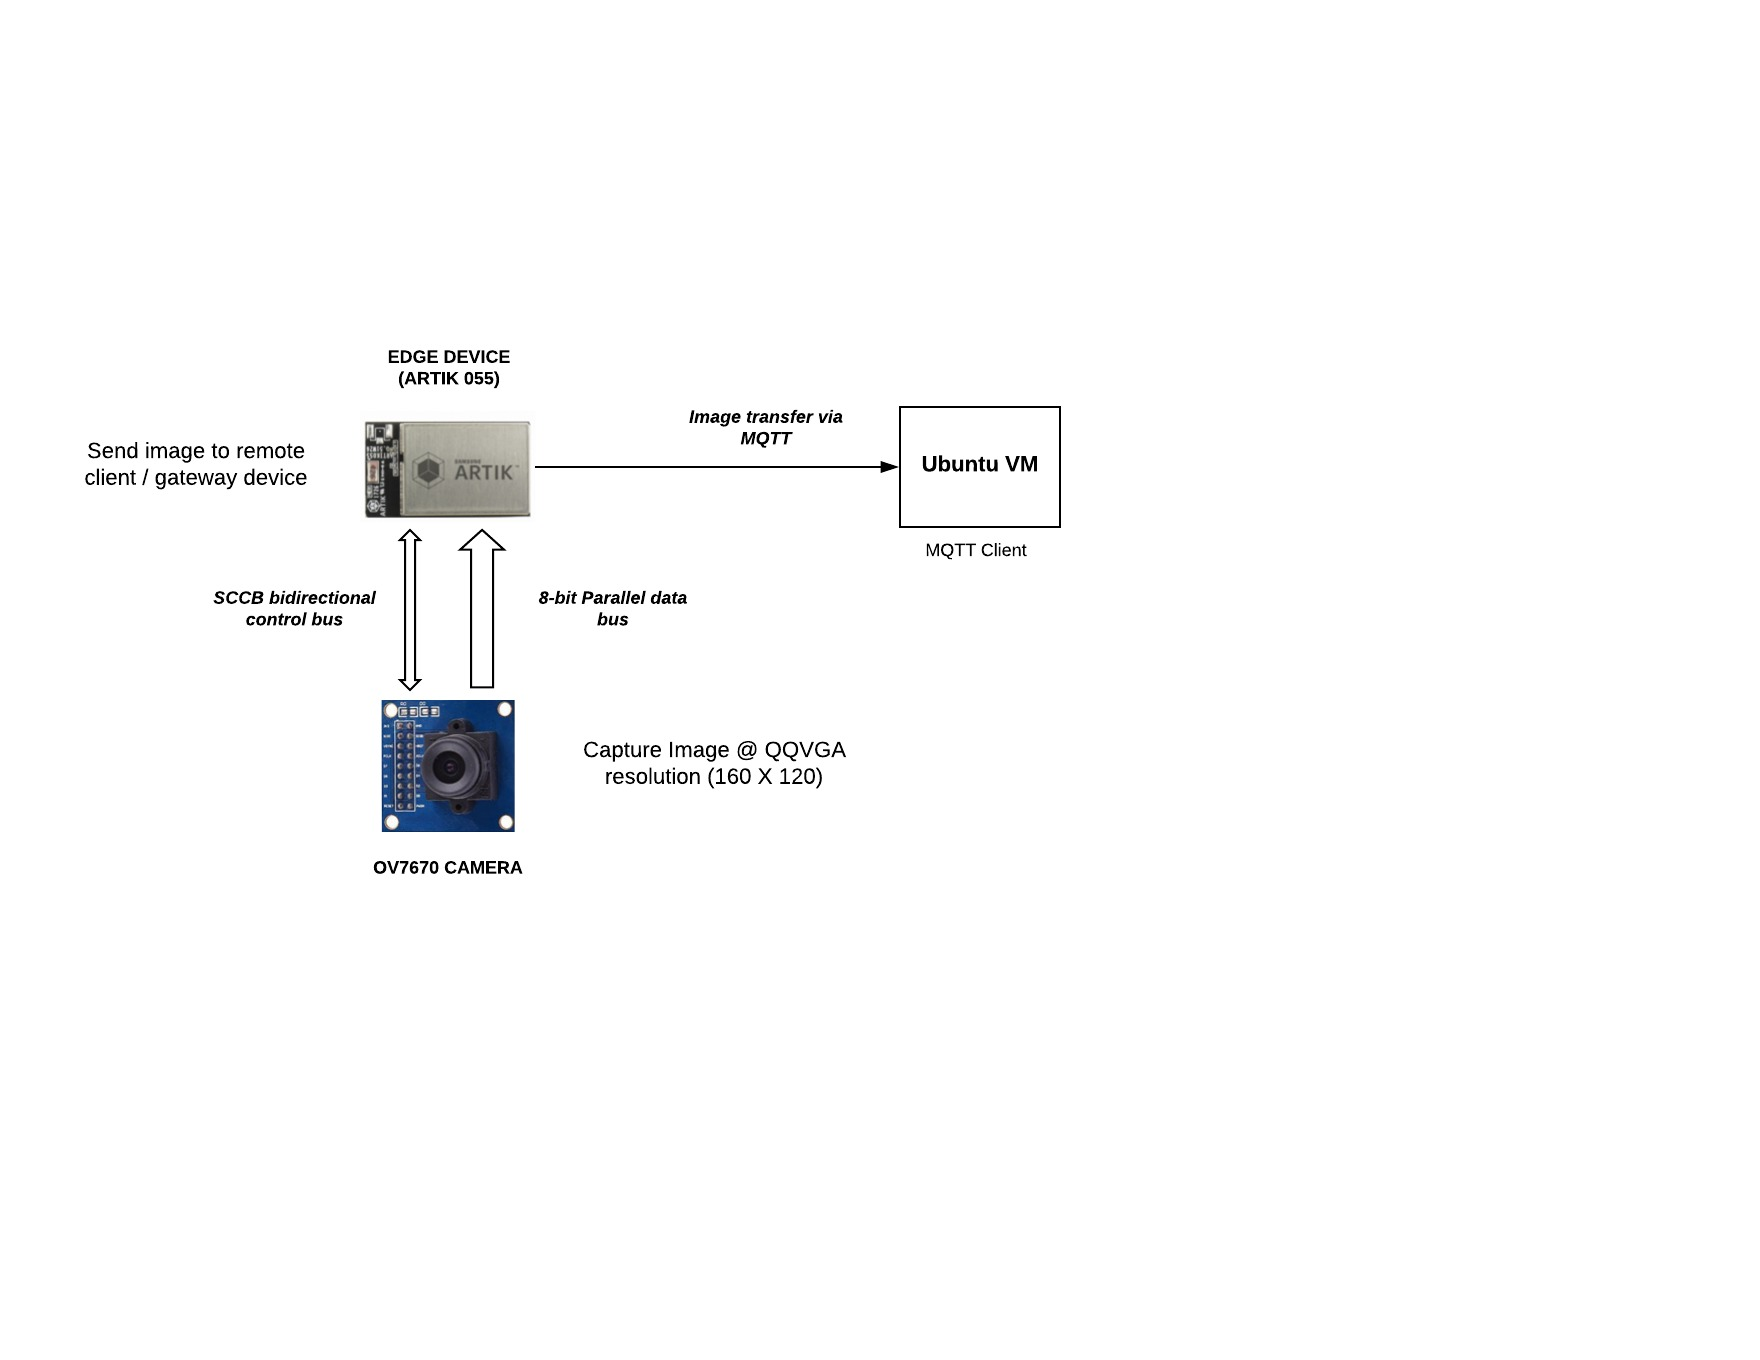 EDGE DEVICE
(ARTIK 055)
Send image to remote
client / gateway device
SAMSUNG
ARTIK
Image transfer via
MQTT
Ubuntu VM
MQTT Client
SCCB bidirectional
control bus
8-bit Parallel data
bus
Capture Image @ QQVGA
resolution (160 X 120)
OV7670 CAMERA